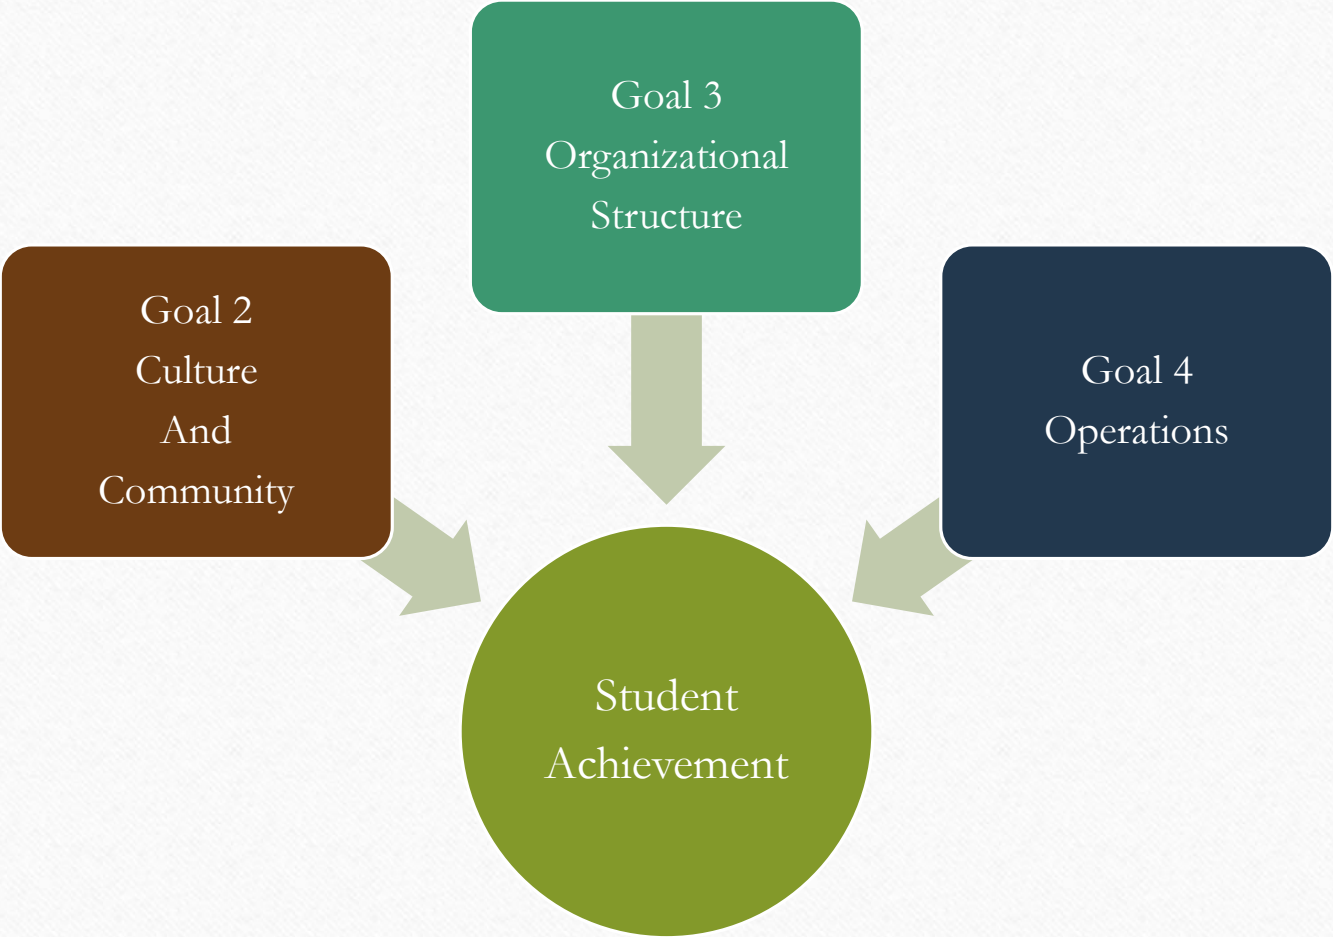 Goal 3
Organizational
Structure
Goal 2
Culture
And
Community
Goal 4
Operations
Student
Achievement